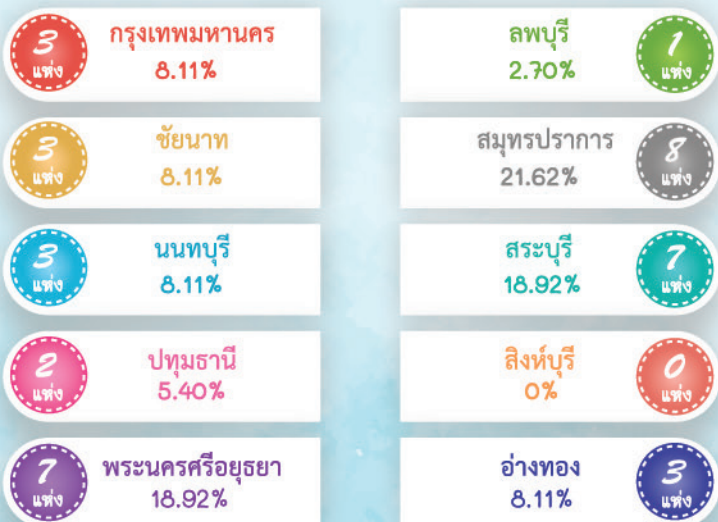 3
แห่ง
กรุงเทพมหานคร
8.11%
ลพบุรี
2.70%
1
แห่ง
3
แห่ง
ชัยนาท
8.11%
สมุทรปราการ
21.62%
8
แห่ง
3
แห่ง
นนทบุรี
8.11%
สระบุรี
18.92%
7
แห่ง
2
แห่ง
ปทุมธานี
5.40%
สิงห์บุรี
0%
0
แห่ง
7
แห่ง
พระนครศรีอยุธยา
18.92%
อ่างทอง
8.11%
3
แห่ง